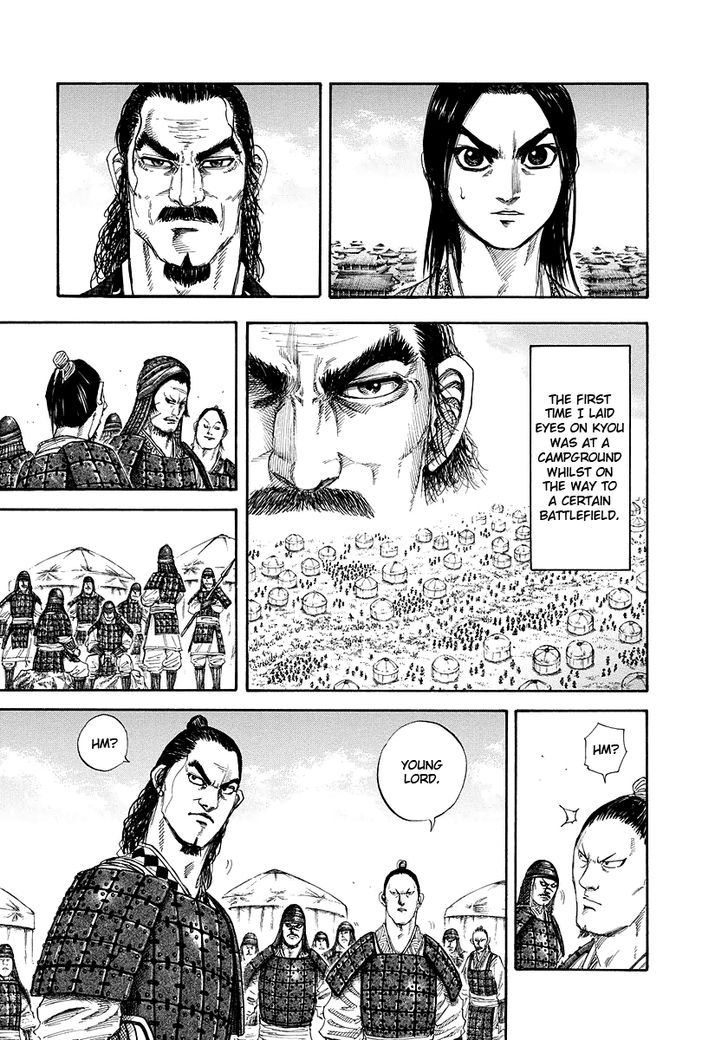 THE FIRST
TIME I LAID
EYES ON KYOU
WAS AT A
CAMPGROUND
WHILST ON
THE WAY TO
A CERTAIN
BATTLEFIELD.
HM?
YOUNG
LORD.
HM?